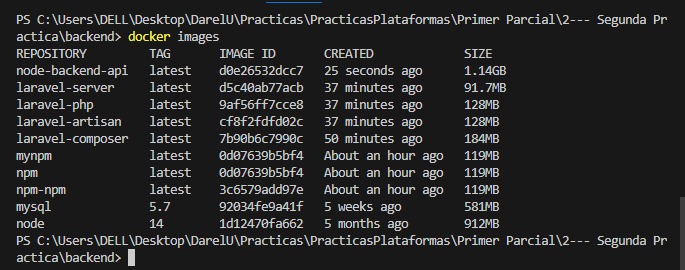 PS C:\Users\DELL\Desktop\DarelU\Practicas\PracticasPlataformas\Primer Parcial\2--- Segunda Pr
actica\backend> docker images
REPOSITORY TAG IMAGE ID CREATED SIZE
node-backend-api latest d0e26532dcc7 25 seconds ago 1.14GB
laravel-server latest d5c40ab77acb 37 minutes ago 91.7MB
laravel-php latest 9af56ff7cce8 37 minutes ago 128MB
laravel-artisan latest cf8f2fdfd02c 37 minutes ago 128MB
laravel-composer latest 7b90b6c7990c 50 minutes ago 184MB
mynpm latest 0d07639b5bf4 About an hour ago 119MB
npm latest 0d07639b5bf4 About an hour ago 119MB
npm-npm latest 3c6579add97e About an hour ago 119MB
mysql 5.7 92034fe9a41f 5 weeks ago 581MB
node 14 1d12470fa662 5 months ago 912MB
PS C:\Users\DELL\Desktop\DarelU\Practicas\PracticasPlataformas\Primer Parcial\2--- Segunda Pr
actica\backend>